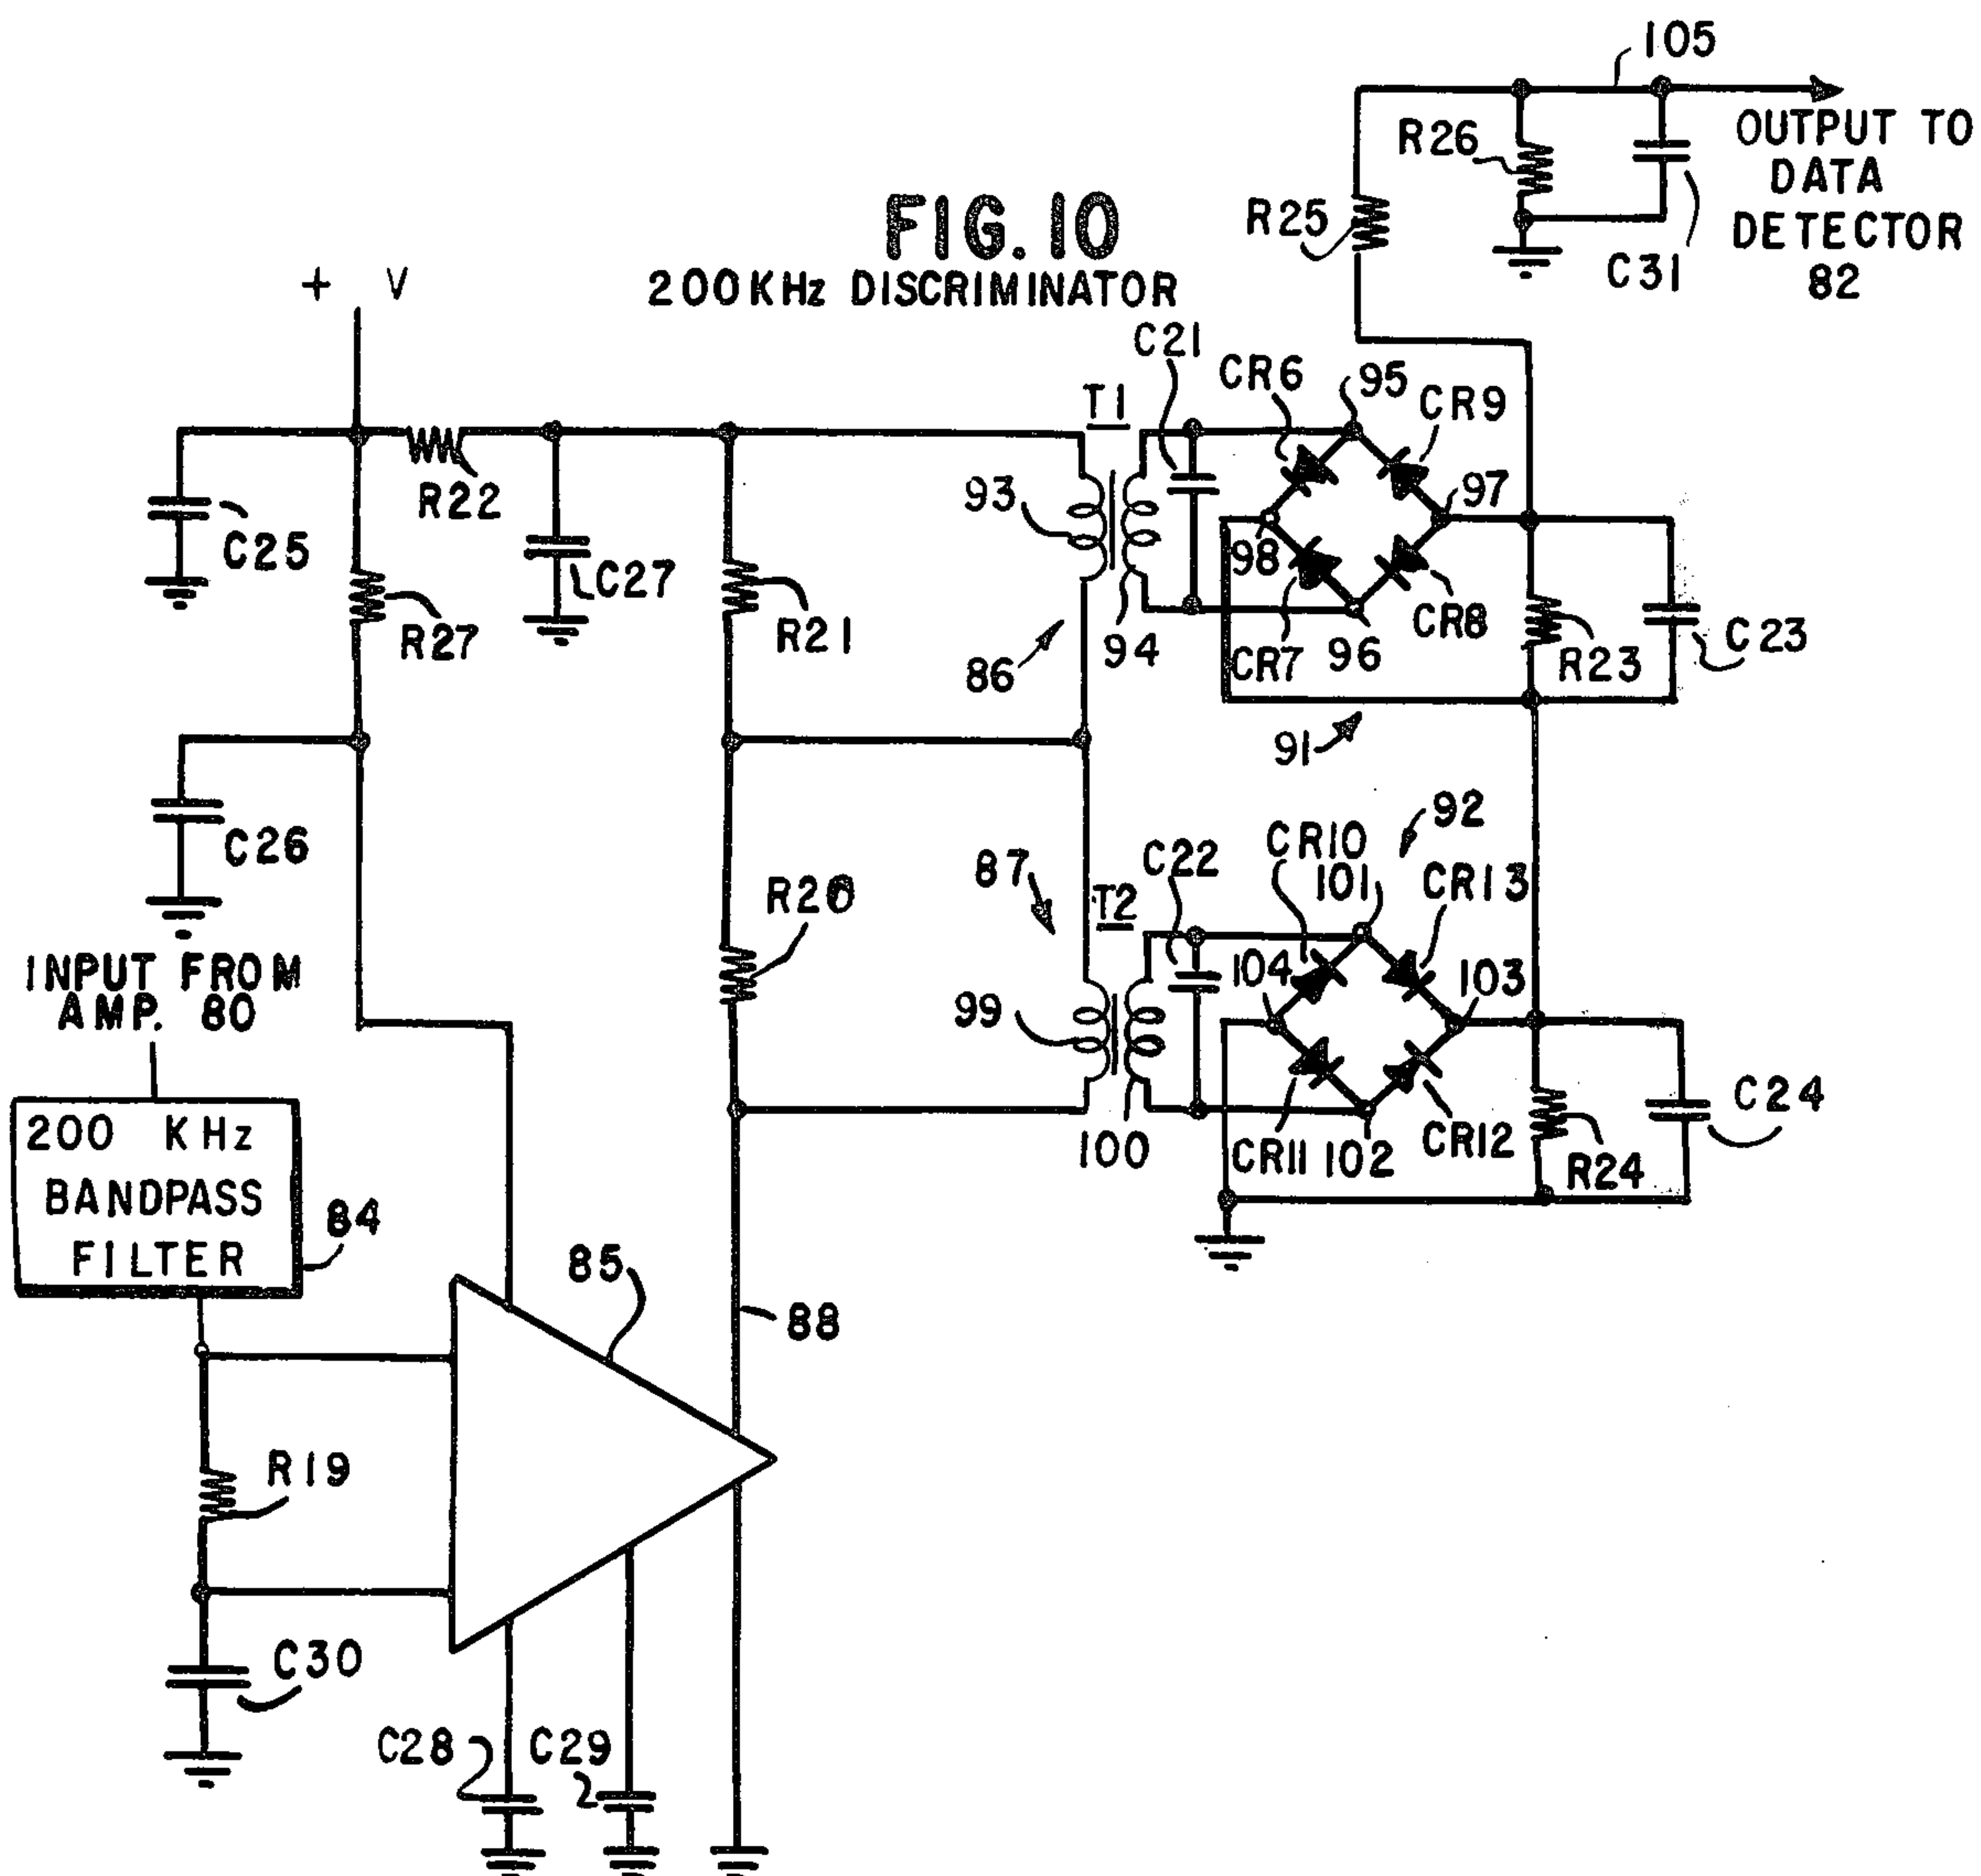 105
OUTPUT TO
DATA
DETECTOR
82
R26
C31
R25
FIG. 10
200 KHz DISCRIMINATOR
+ V
C21
CR6
95
CR9
T1
R22
93
97
C25
C27
98
R27
R21
94
CR7
96
CR8
R23
C23
86
91
C26
92
CR10
101
CR13
87
C22
T2
R20
104
103
INPUT FROM
AMP. 80
99
C24
200 KHz
BANDPASS
FILTER
84
100
CR11
102
CR12
R24
85
88
R19
C30
C28
C29